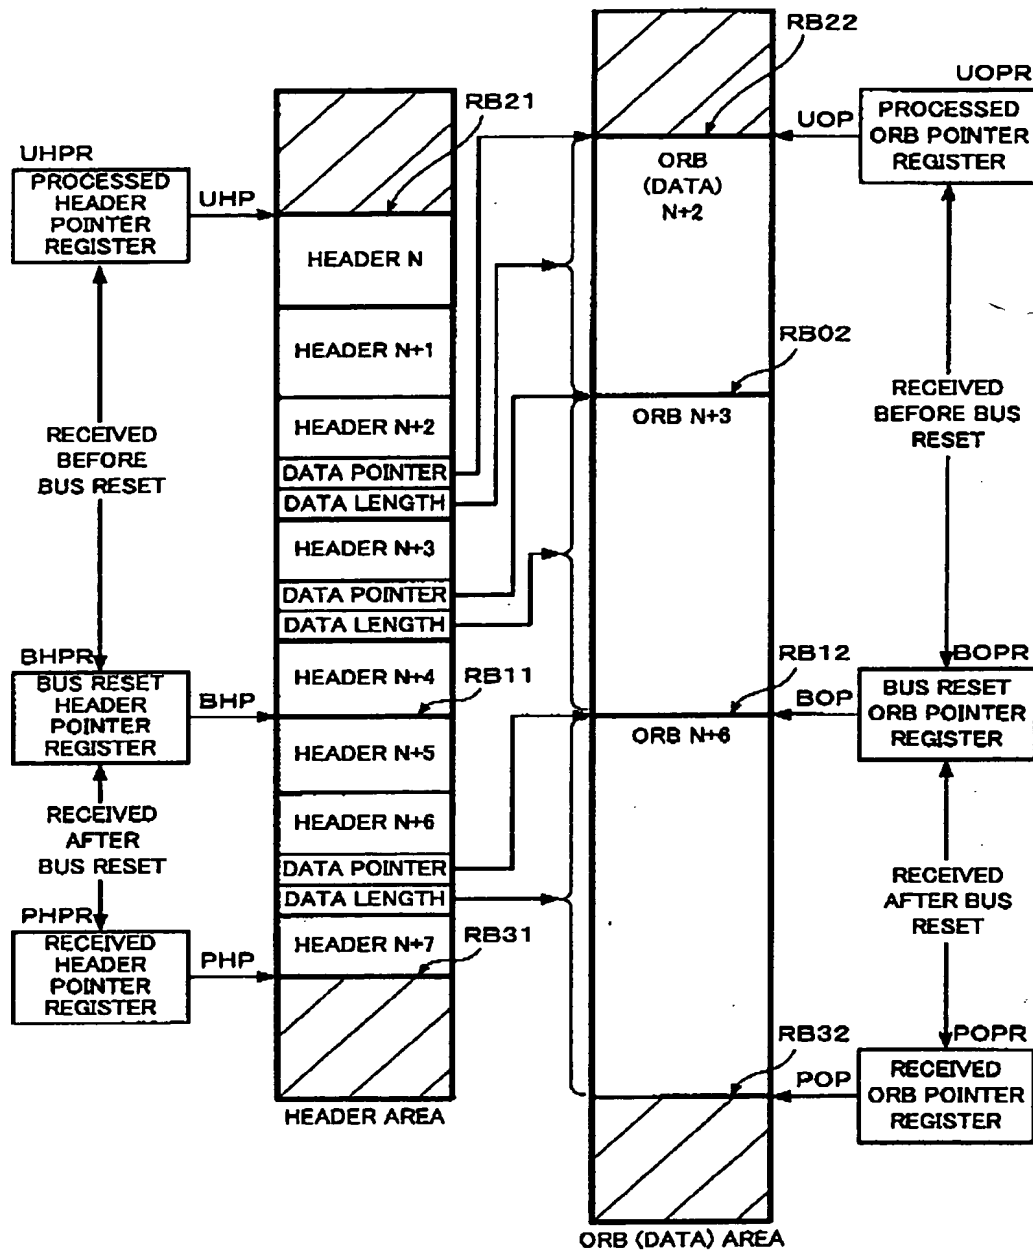 RB22
UOPR
RB21
UOP
PROCESSED
ORB POINTER
REGISTER
UHPR
PROCESSED
HEADER
POINTER
REGISTER
UHP
ORB
(DATA)
N+2
HEADER N
HEADER N+1
RB02
HEADER N+2
ORB N+3
RECEIVED
BEFORE BUS
RESET
RECEIVED
BEFORE
BUS RESET
DATA POINTER
DATA LENGTH
HEADER N+3
DATA POINTER
DATA LENGTH
BHPR
BUS RESET
HEADER
POINTER
REGISTER
BHP
HEADER N+4
RB11
RB12
BOPR
BOP
BUS RESET
ORB POINTER
REGISTER
HEADER N+5
ORB N+6
RECEIVED
AFTER
BUS RESET
HEADER N+6
DATA POINTER
DATA LENGTH
RECEIVED
AFTER BUS
RESET
PHPR
RECEIVED
HEADER
POINTER
REGISTER
PHP
HEADER N+7
RB31
RB32
POPR
POP
RECEIVED
ORB POINTER
REGISTER
HEADER AREA
ORB (DATA) AREA